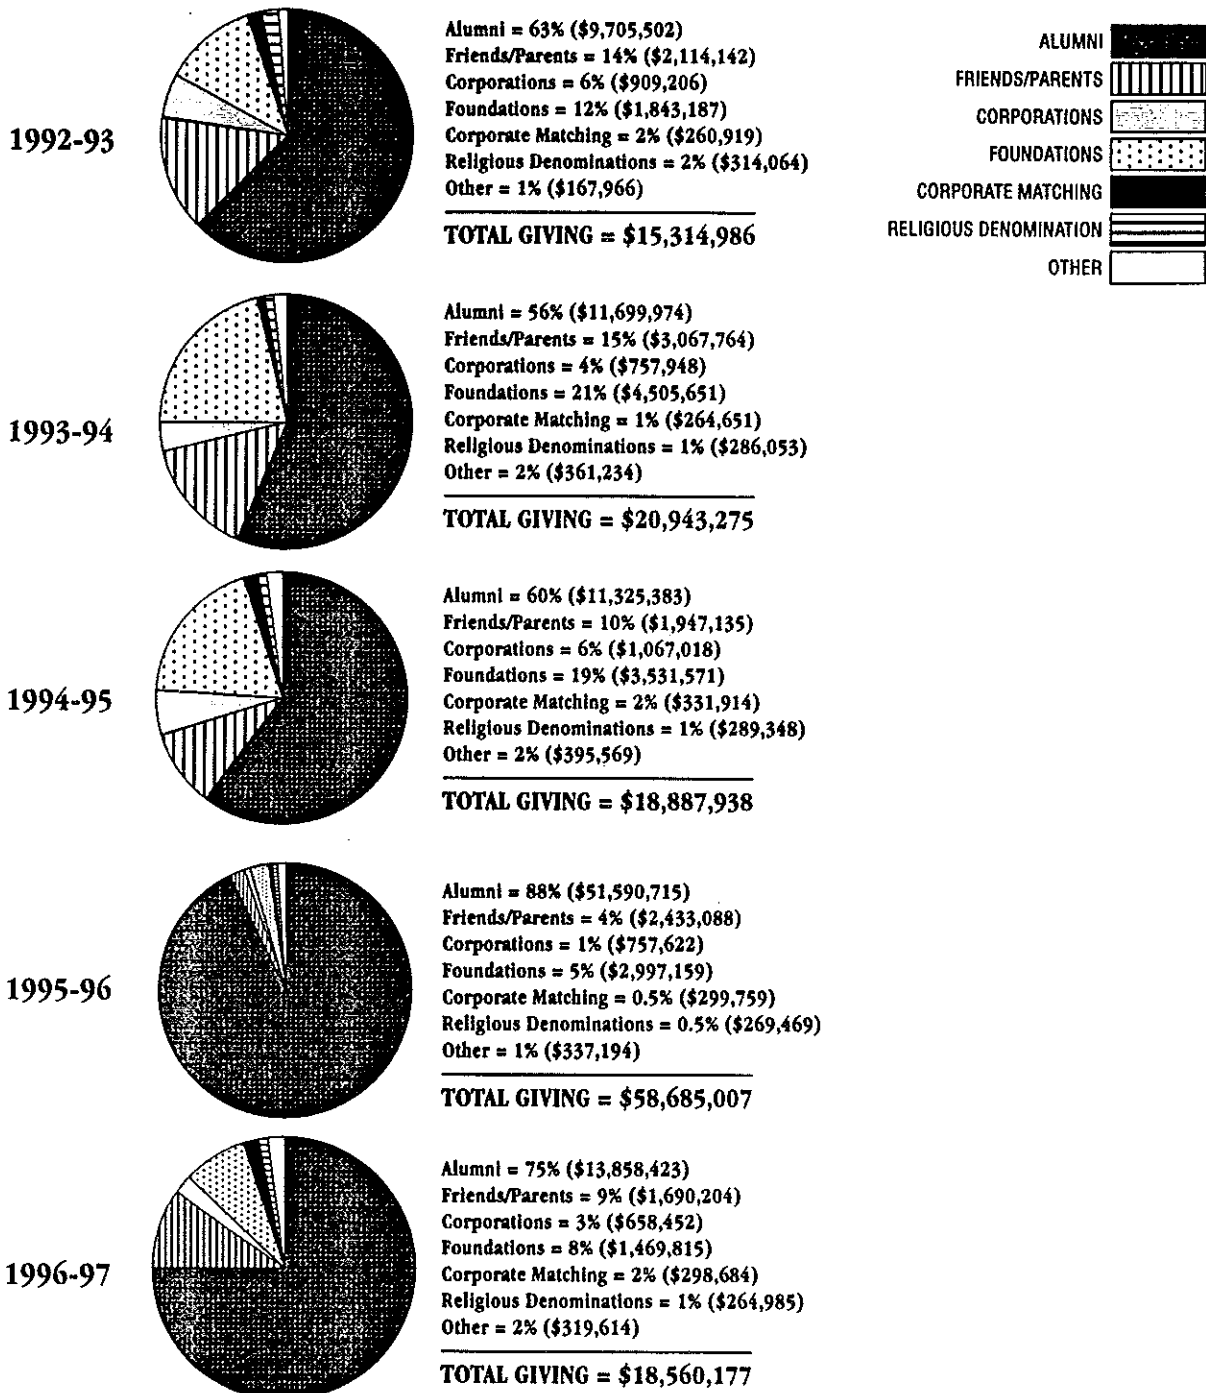 1992-93
Alumni = 63% ($9,705,502)
Friends/Parents = 14% ($2,114,142)
Corporations = 6% ($909,206)
Foundations = 12% ($1,843,187)
Corporate Matching = 2% ($260,919)
Religious Denominations = 2% ($314,064)
Other = 1% ($167,966)
TOTAL GIVING = $15,314,986
ALUMNI
FRIENDS/PARENTS
CORPORATIONS
FOUNDATIONS
CORPORATE MATCHING
RELIGIOUS DENOMINATION
OTHER
1993-94
Alumni = 56% ($11,699,974)
Friends/Parents = 15% ($3,067,764)
Corporations = 4% ($757,948)
Foundations = 21% ($4,505,651)
Corporate Matching = 1% ($264,651)
Religious Denominations = 1% ($286,053)
Other = 2% ($361,234)
TOTAL GIVING = $20,943,275
1994-95
Alumni = 60% ($11,325,383)
Friends/Parents = 10% ($1,947,135)
Corporations = 6% ($1,067,018)
Foundations = 19% ($3,531,571)
Corporate Matching = 2% ($331,914)
Religious Denominations = 1% ($289,348)
Other = 2% ($395,569)
TOTAL GIVING = $18,887,938
1995-96
Alumni = 88% ($51,590,715)
Friends/Parents = 4% ($2,433,088)
Corporations = 1% ($757,622)
Foundations = 5% ($2,997,159)
Corporate Matching = 0.5% ($299,759)
Religious Denominations = 0.5% ($269,469)
Other = 1% ($337,194)
TOTAL GIVING = $58,685,007
1996-97
Alumni = 75% ($13,858,423)
Friends/Parents = 9% ($1,690,204)
Corporations = 3% ($658,452)
Foundations = 8% ($1,469,815)
Corporate Matching = 2% ($298,684)
Religious Denominations = 1% ($264,985)
Other = 2% ($319,614)
TOTAL GIVING = $18,560,177